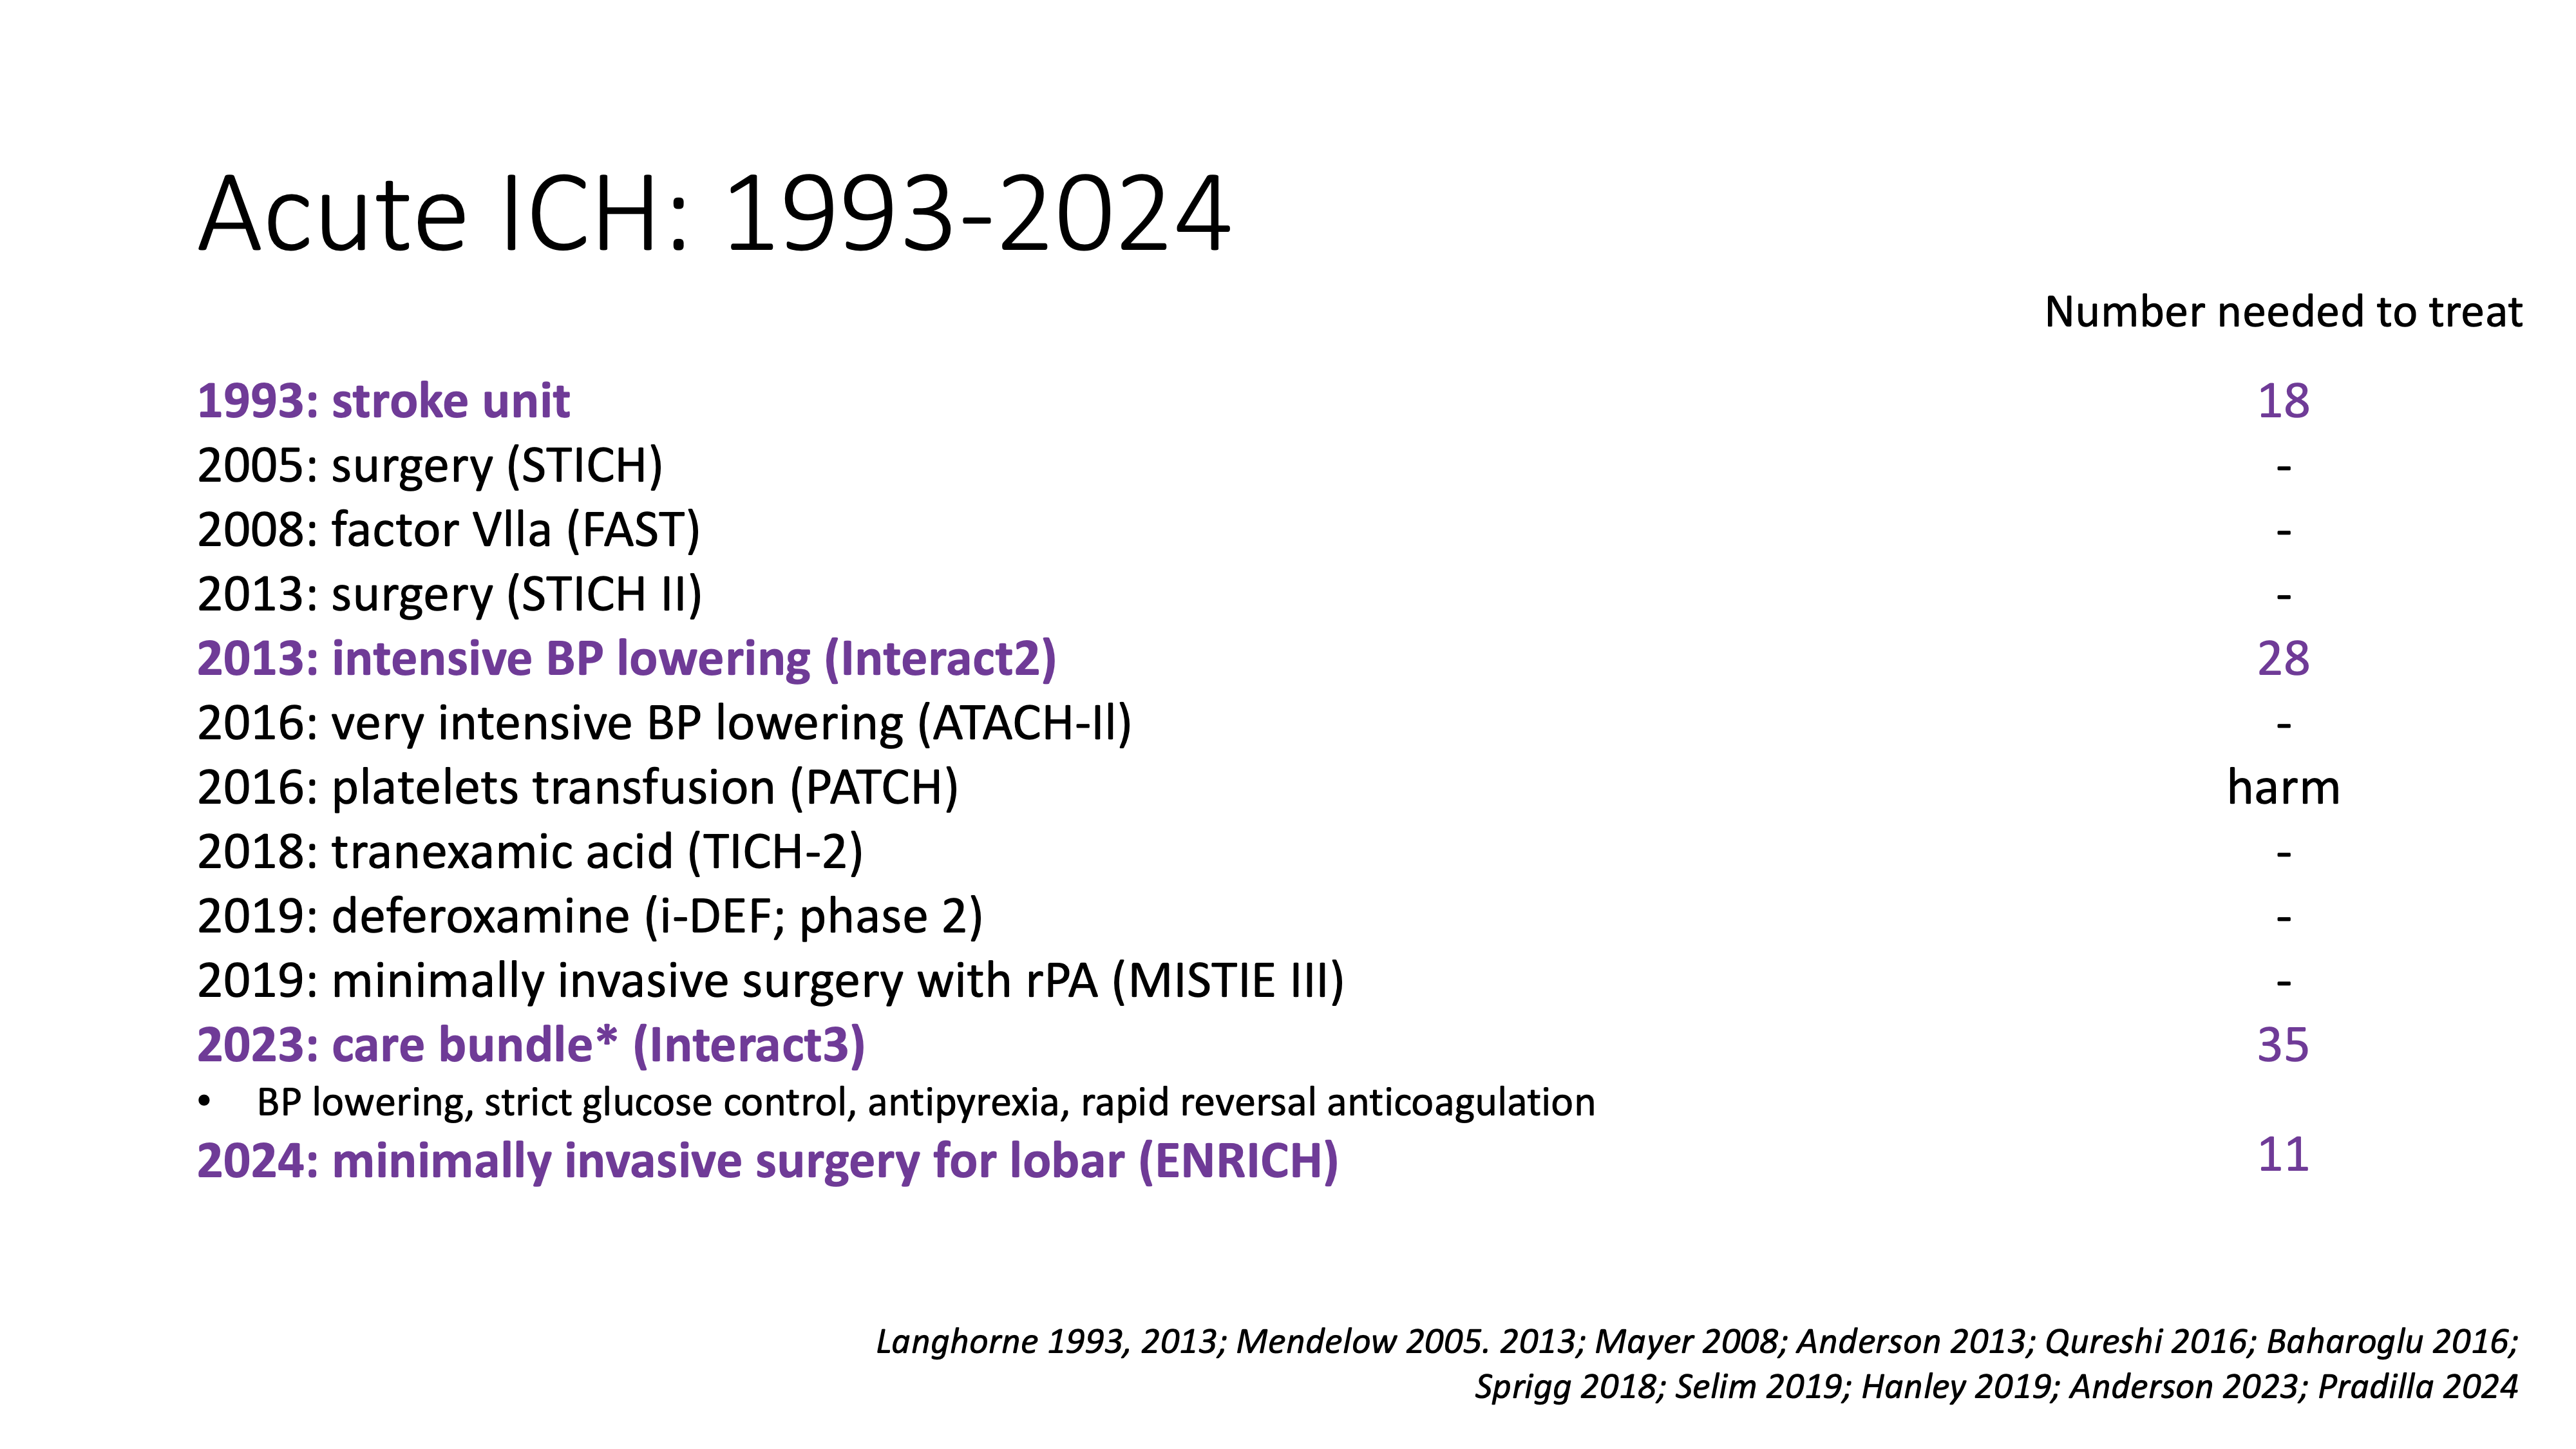 Acute ICH: 1993-2024
Number needed to treat
1993: stroke unit 18
2005: surgery (STICH) -
2008: factor Vlla (FAST) -
2013: surgery (STICH II) -
2013: intensive BP lowering (Interact2) 28
2016: very intensive BP lowering (ATACH-Il) -
2016: platelets transfusion (PATCH) harm
2018: tranexamic acid (TICH-2) -
2019: deferoxamine (i-DEF; phase 2) -
2019: minimally invasive surgery with rPA (MISTIE III) -
2023: care bundle* (Interact3) 35
• BP lowering, strict glucose control, antipyrexia, rapid reversal anticoagulation
2024: minimally invasive surgery for lobar (ENRICH) 11
Langhorne 1993, 2013; Mendelow 2005. 2013; Mayer 2008; Anderson 2013; Qureshi 2016; Baharoglu 2016;
Sprigg 2018; Selim 2019; Hanley 2019; Anderson 2023; Pradilla 2024